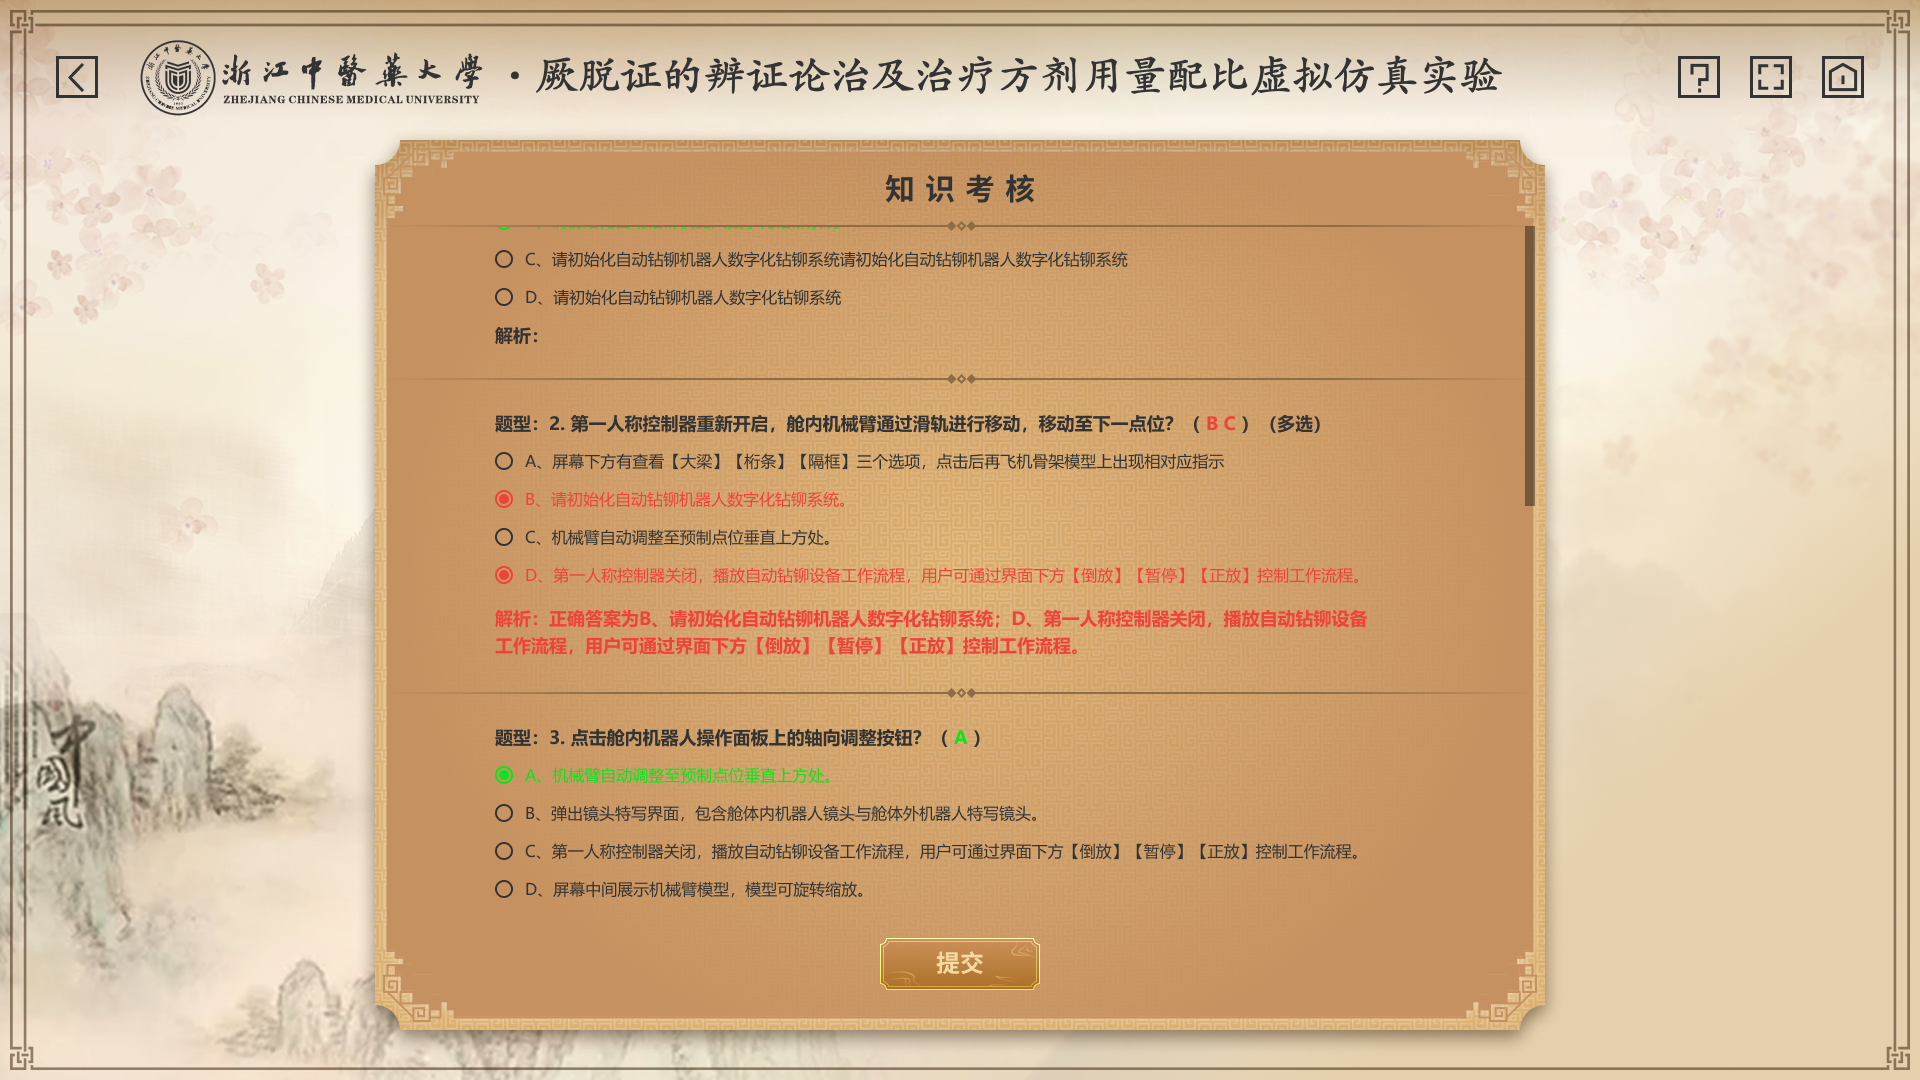 浙江中醫藥大學
ZHEJIANG CHINESE MEDICAL UNIVERSITY
·厥脱证的辨证论治及治疗方剂用量配比虚拟仿真实验
知识考核
C、请初始化自动钻铆机器人数字化钻铆系统请初始化自动钻铆机器人数字化钻铆系统
D、请初始化自动钻铆机器人数字化钻铆系统
解析：
题型：2. 第一人称控制器重新开启，舱内机械臂通过滑轨进行移动，移动至下一点位？（ B C ）（多选）
A、屏幕下方有查看【大梁】【桁条】【隔框】三个选项，点击后再飞机骨架模型上出现相对应指示
B、请初始化自动钻铆机器人数字化钻铆系统。
C、机械臂自动调整至预制点位垂直上方处。
D、第一人称控制器关闭，播放自动钻铆设备工作流程，用户可通过界面下方【倒放】【暂停】【正放】控制工作流程。
解析：正确答案为B、请初始化自动钻铆机器人数字化钻铆系统；D、第一人称控制器关闭，播放自动钻铆设备
工作流程，用户可通过界面下方【倒放】【暂停】【正放】控制工作流程。
题型：3. 点击舱内机器人操作面板上的轴向调整按钮？（ A ）
A、机械臂自动调整至预制点位垂直上方处。
B、弹出镜头特写界面，包含舱体内机器人镜头与舱体外机器人特写镜头。
C、第一人称控制器关闭，播放自动钻铆设备工作流程，用户可通过界面下方【倒放】【暂停】【正放】控制工作流程。
D、屏幕中间展示机械臂模型，模型可旋转缩放。
中國风
提交